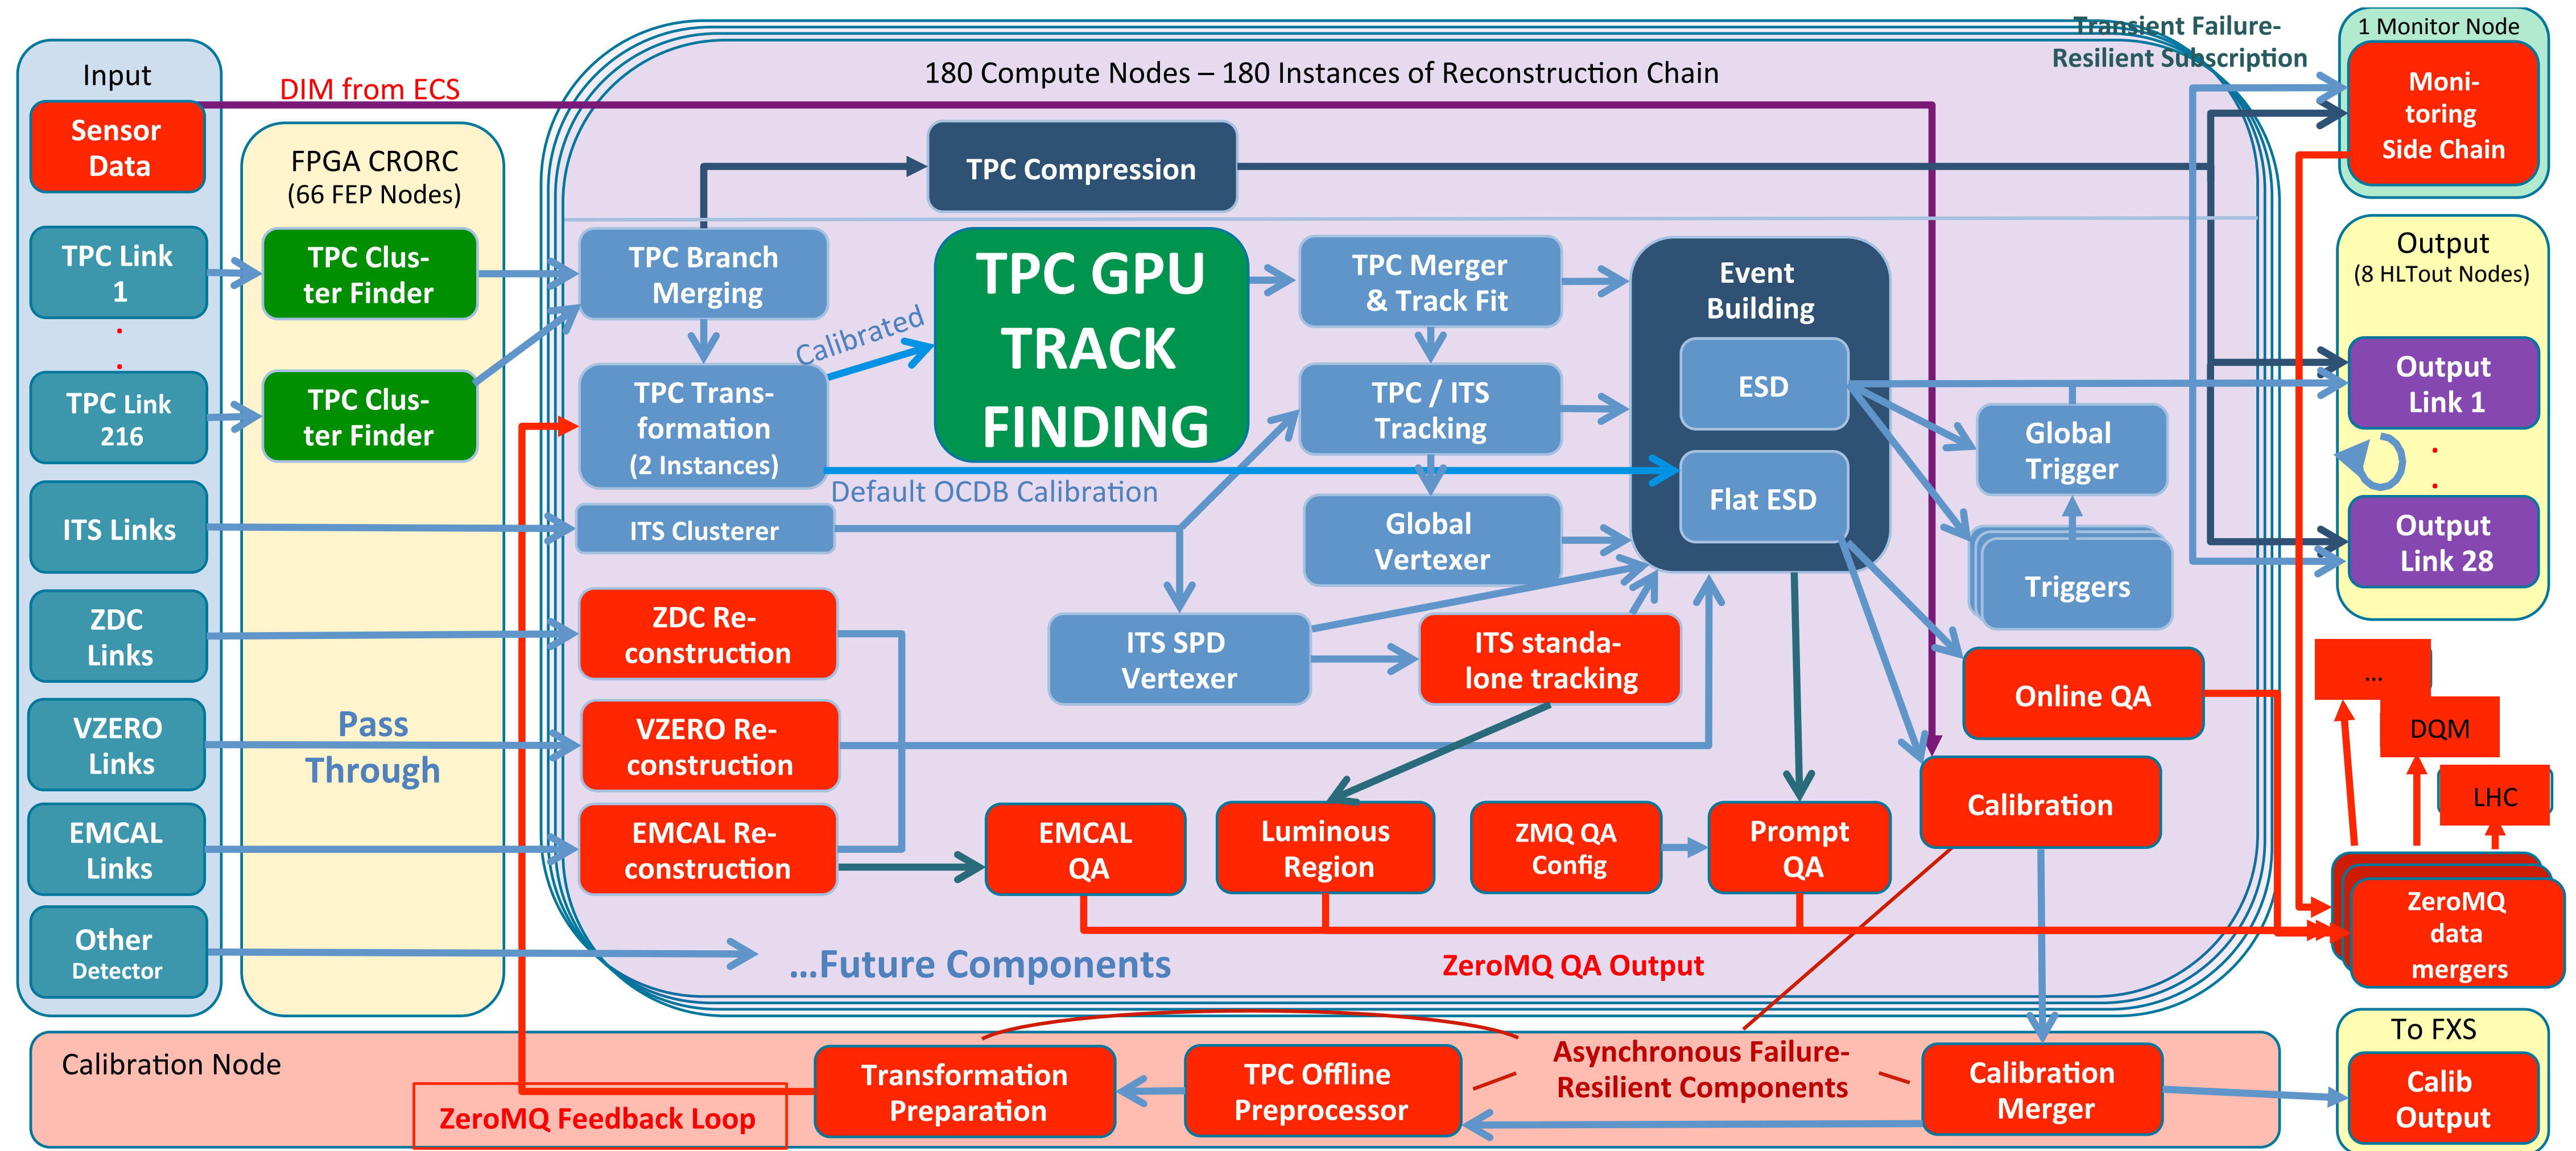 Input
Sensor
Data
TPC Link
1
.
.
TPC Link
216
ITS Links
ZDC
Links
VZERO
Links
EMCAL
Links
Other
Detector
DIM from ECS
FPGA CRORC
(66 FEP Nodes)
TPC Clus-
ter Finder
TPC Clus-
ter Finder
Pass
Through
180 Compute Nodes – 180 Instances of Reconstruction Chain
TPC Compression
TPC Branch
Merging
TPC Trans-
formation
(2 Instances)
Calibrated
TPC GPU
TRACK
FINDING
Default OCDB Calibration
ITS Clusterer
TPC Merger
& Track Fit
TPC / ITS
Tracking
Global
Vertexer
Event
Building
ESD
Flat ESD
Global
Trigger
Triggers
ZDC Re-
construction
VZERO Re-
construction
EMCAL Re-
construction
ITS SPD
Vertexer
ITS standa-
lone tracking
Online QA
Calibration
EMCAL
QA
Luminous
Region
ZMQ QA
Config
Prompt
QA
...Future Components
ZeroMQ QA Output
Transient Failure-
Resilient Subscription
1 Monitor Node
Moni-
toring
Side Chain
Output
(8 HLTout Nodes)
Output
Link 1
.
.
Output
Link 28
...
DQM
LHC
ZeroMQ
data
mergers
Calibration Node
ZeroMQ Feedback Loop
Transformation
Preparation
TPC Offline
Preprocessor
Asynchronous Failure-
Resilient Components
Calibration
Merger
To FXS
Calib
Output